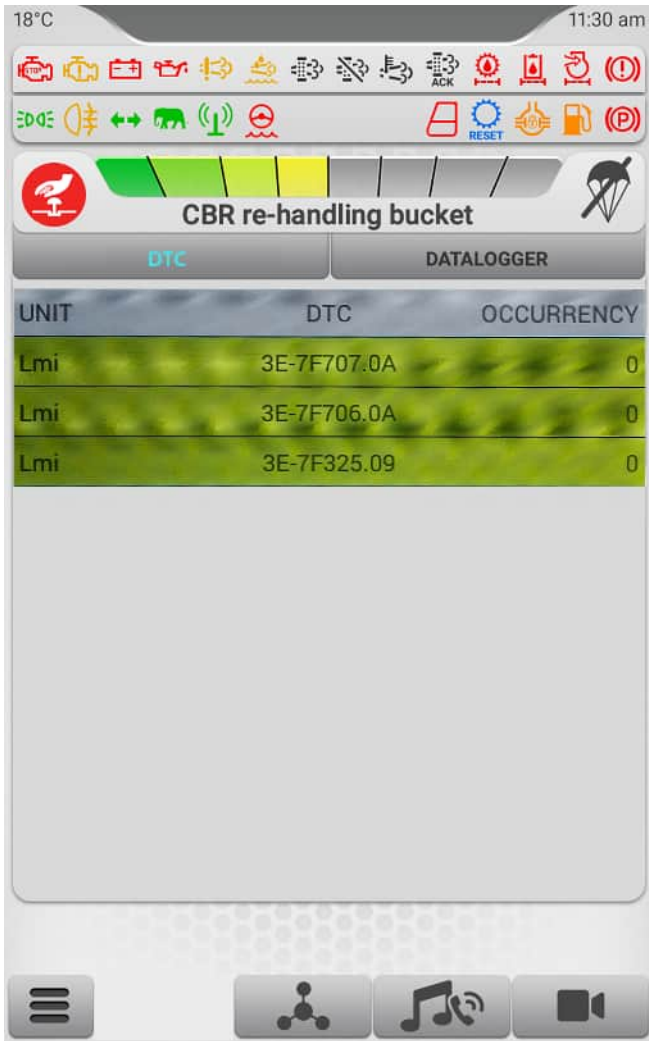 18°C 11:30 am
STOP
ACK
RESET
CBR re-handling bucket
DTC DATALOGGER
UNIT DTC OCCURRENCY
Lmi 3E-7F707.0A 0
Lmi 3E-7F706.0A 0
Lmi 3E-7F325.09 0